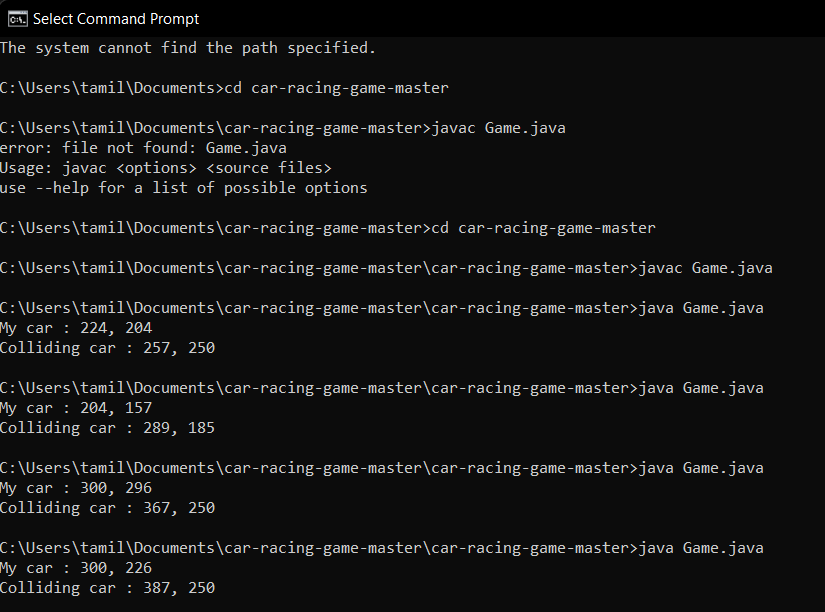 Select Command Prompt
The system cannot find the path specified.
C:\Users\tamil\Documents>cd car-racing-game-master
C:\Users\tamil\Documents\car-racing-game-master>javac Game.java
error: file not found: Game.java
Usage: javac <options> <source files>
use --help for a list of possible options
C:\Users\tamil\Documents\car-racing-game-master>cd car-racing-game-master
C:\Users\tamil\Documents\car-racing-game-master\car-racing-game-master>javac Game.java
C:\Users\tamil\Documents\car-racing-game-master\car-racing-game-master>java Game.java
My car : 224, 204
Colliding car : 257, 250
C:\Users\tamil\Documents\car-racing-game-master\car-racing-game-master>java Game.java
My car : 204, 157
Colliding car : 289, 185
C:\Users\tamil\Documents\car-racing-game-master\car-racing-game-master>java Game.java
My car : 300, 296
Colliding car : 367, 250
C:\Users\tamil\Documents\car-racing-game-master\car-racing-game-master>java Game.java
My car : 300, 226
Colliding car : 387, 250